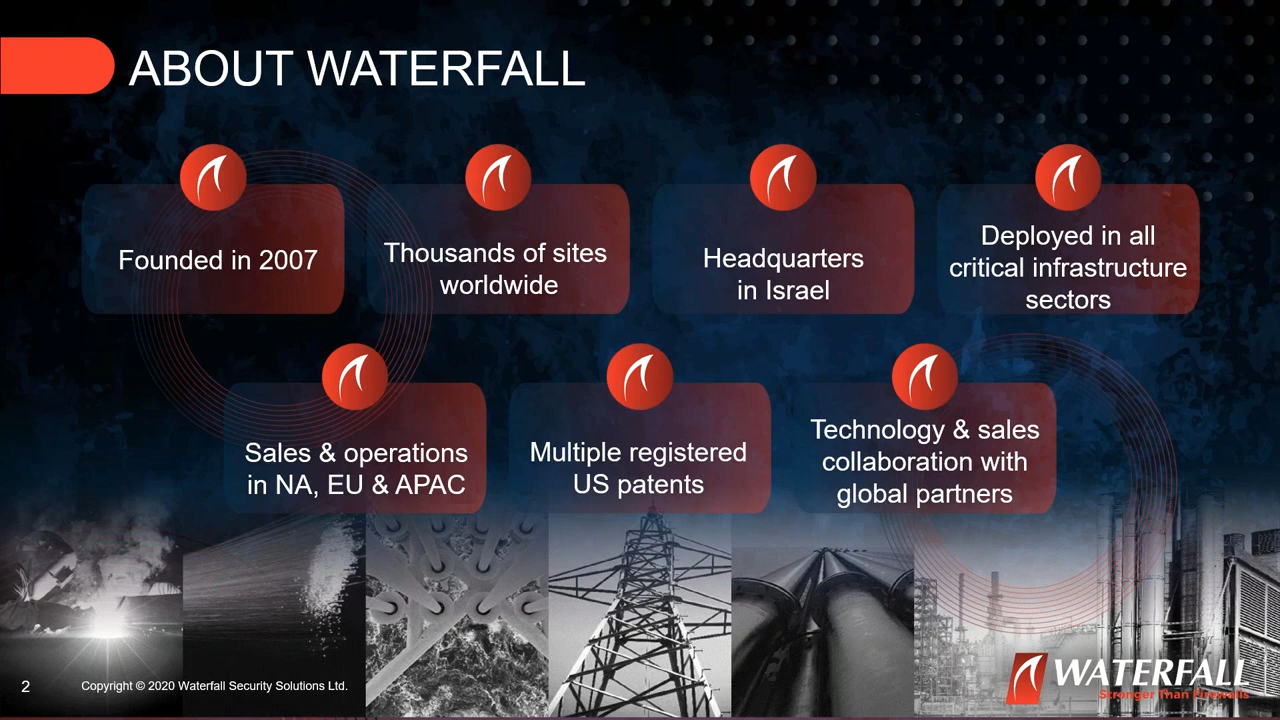 ABOUT WATERFALL
Founded in 2007
Thousands of sites
worldwide
Headquarters
in Israel
Deployed in all
critical infrastructure
sectors
Sales & operations
in NA, EU & APAC
Multiple registered
US patents
Technology & sales
collaboration with
global partners
2
Copyright © 2020 Waterfall Security Solutions Ltd.
WATERFALL
Stronger Than Firewalls